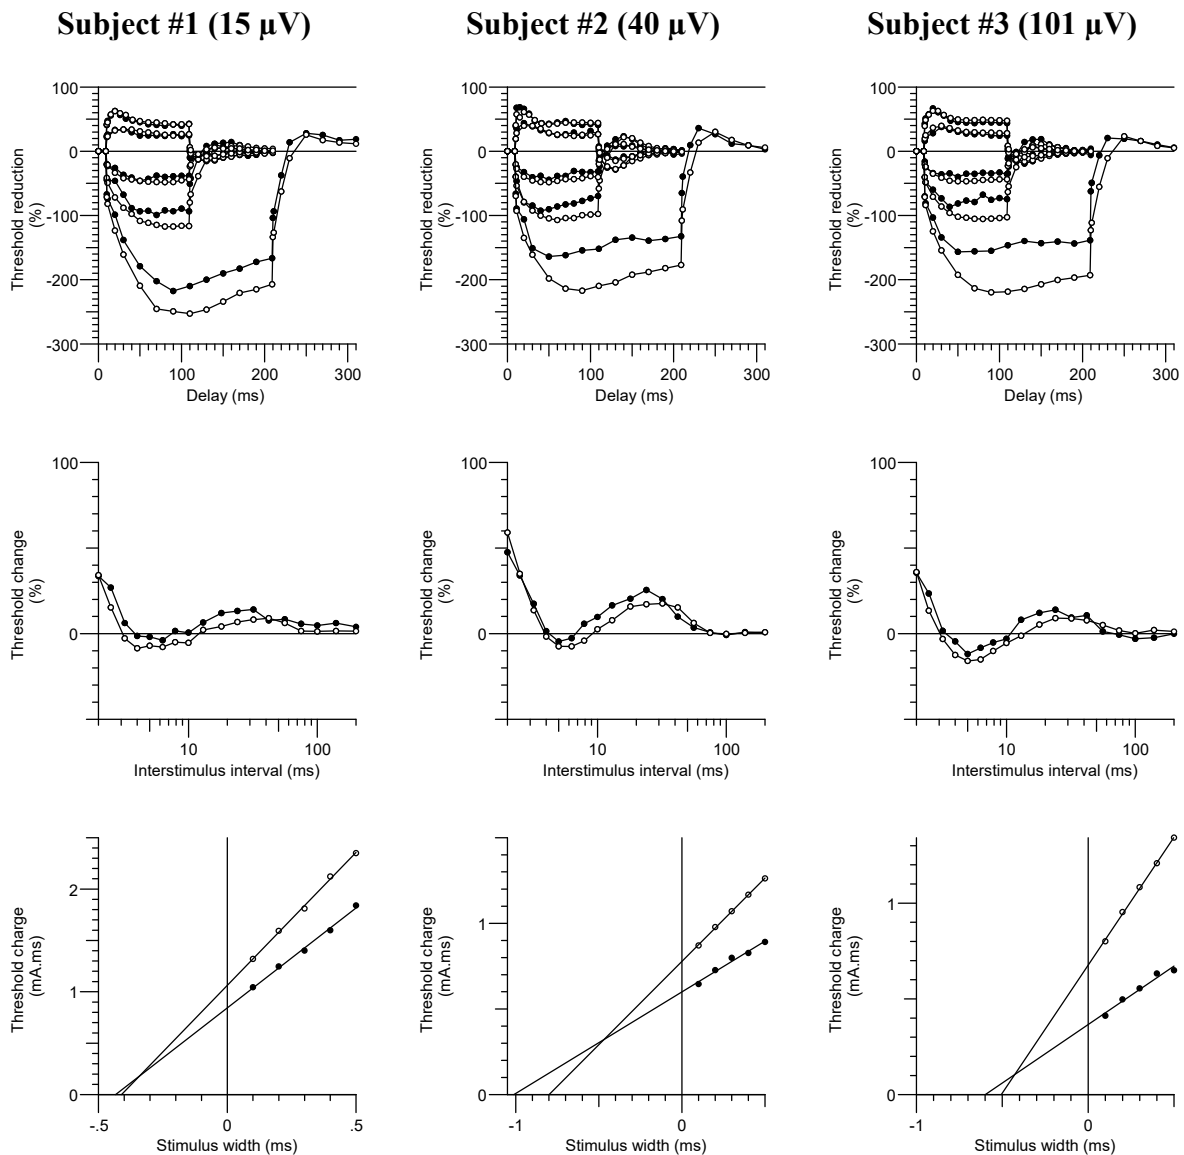 Subject #1 (15 µV) Subject #2 (40 µV) Subject #3 (101 µV)
100 100 100
0 0 0
-100 -100 -100
-200 -200 -200
-300 -300 -300
Threshold reduction
(%)
Threshold reduction
(%)
Threshold reduction
(%)
0 100 200 300 0 100 200 300 0 100 200 300
Delay (ms) Delay (ms) Delay (ms)
100 100 100
0 0 0
Threshold change
(%)
Threshold change
(%)
Threshold change
(%)
10 100 10 100 10 100
Interstimulus interval (ms) Interstimulus interval (ms) Interstimulus interval (ms)
2
1 1 1
0 0 0
Threshold charge
(mA.ms)
Threshold charge
(mA.ms)
Threshold charge
(mA.ms)
-.5 0 .5 -1 0 -1 0
Stimulus width (ms) Stimulus width (ms) Stimulus width (ms)